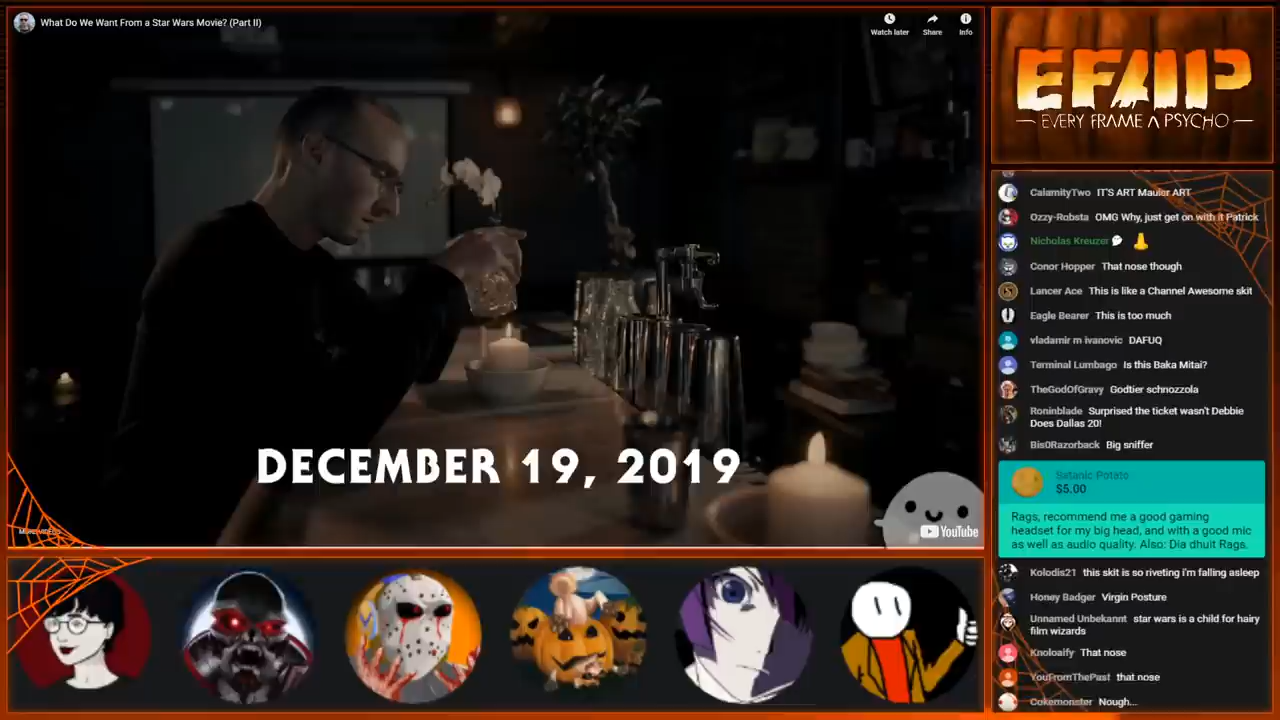 What Do We Want From a Star Wars Movie? (Part II)
Watch later
Share
Info
DECEMBER 19, 2019
YouTube
EFAP
EVERY FRAME A PSYCHO
CalamityTwo IT'S ART Mauler ART
Ozzy-Robsta OMG Why, just get on with it Patrick
Nicholas Kreuzer
Conor Hopper That nose though
Lancer Ace This is like a Channel Awesome skit
Eagle Bearer This is too much
vladamir m ivanovic DAFUQ
Terminal Lumbago Is this Baka Mitai?
TheGodOfGravy Godtier schnozzola
Roninblade Surprised the ticket wasn't Debbie
Does Dallas 20!
Bis0Razorback Big sniffer
Satanic Potato
$5.00
Rags, recommend me a good gaming
headset for my big head, and with a good mic
as well as audio quality. Also: Dia dhuit Rags.
Kolodis21 this skit is so riveting i'm falling asleep
Honey Badger Virgin Posture
Unnamed Unbekannt star wars is a child for hairy
film wizards
Knoloaify That nose
YouFromThePast that nose
Cokemonster Nough...